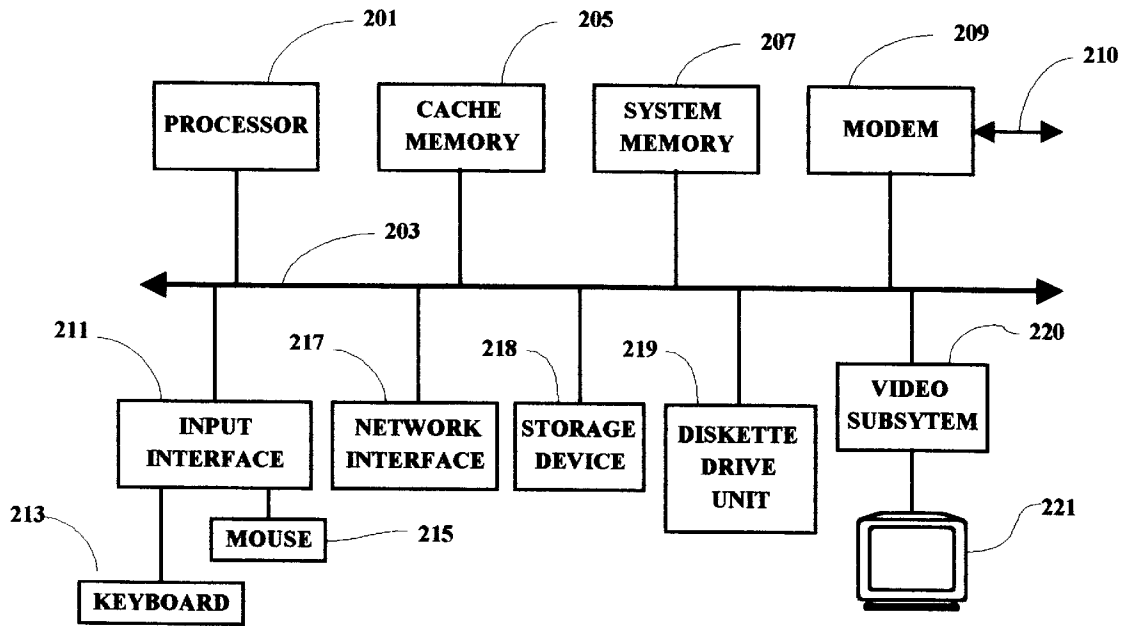 201
205
207
209
210
PROCESSOR
CACHE
MEMORY
SYSTEM
MEMORY
MODEM
203
211
217
218
219
220
INPUT
INTERFACE
NETWORK
INTERFACE
STORAGE
DEVICE
DISKETTE
DRIVE
UNIT
VIDEO
SUBSYTEM
213
MOUSE
215
221
KEYBOARD